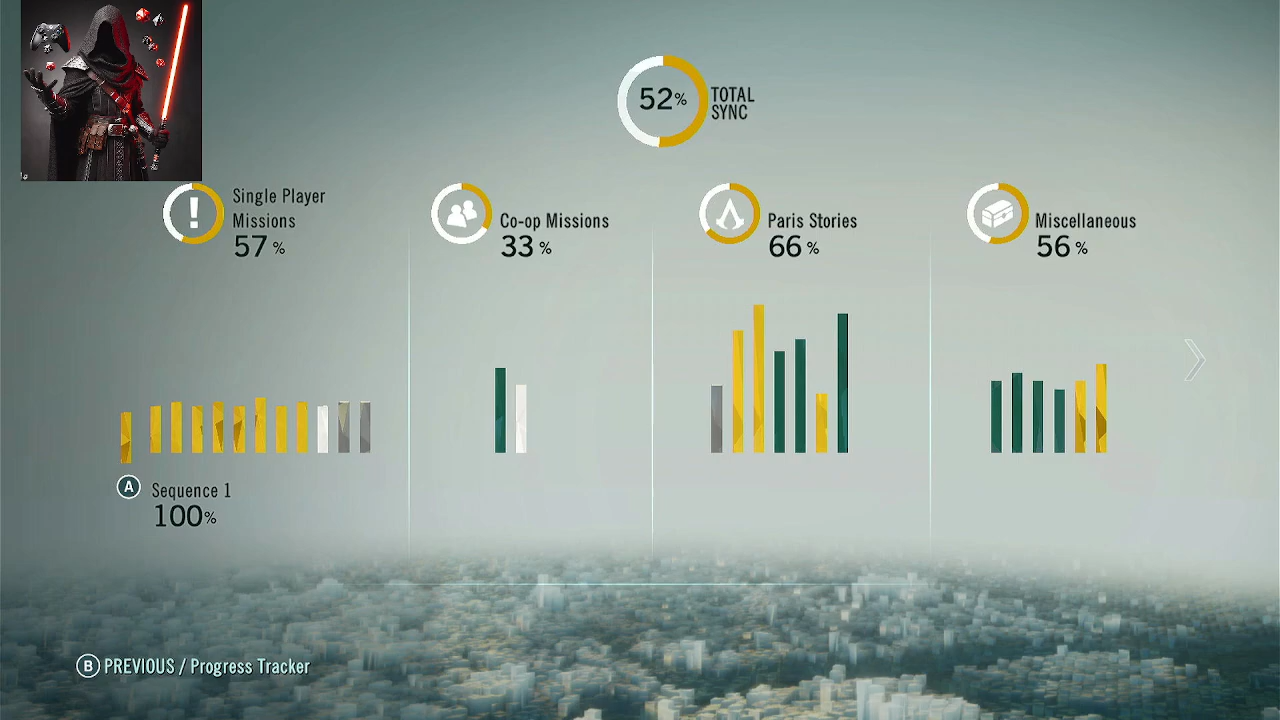 52% TOTAL
SYNC
Single Player
Missions
57 %
Co-op Missions
33 %
Paris Stories
66 %
Miscellaneous
56 %
A Sequence 1
100%
B PREVIOUS / Progress Tracker